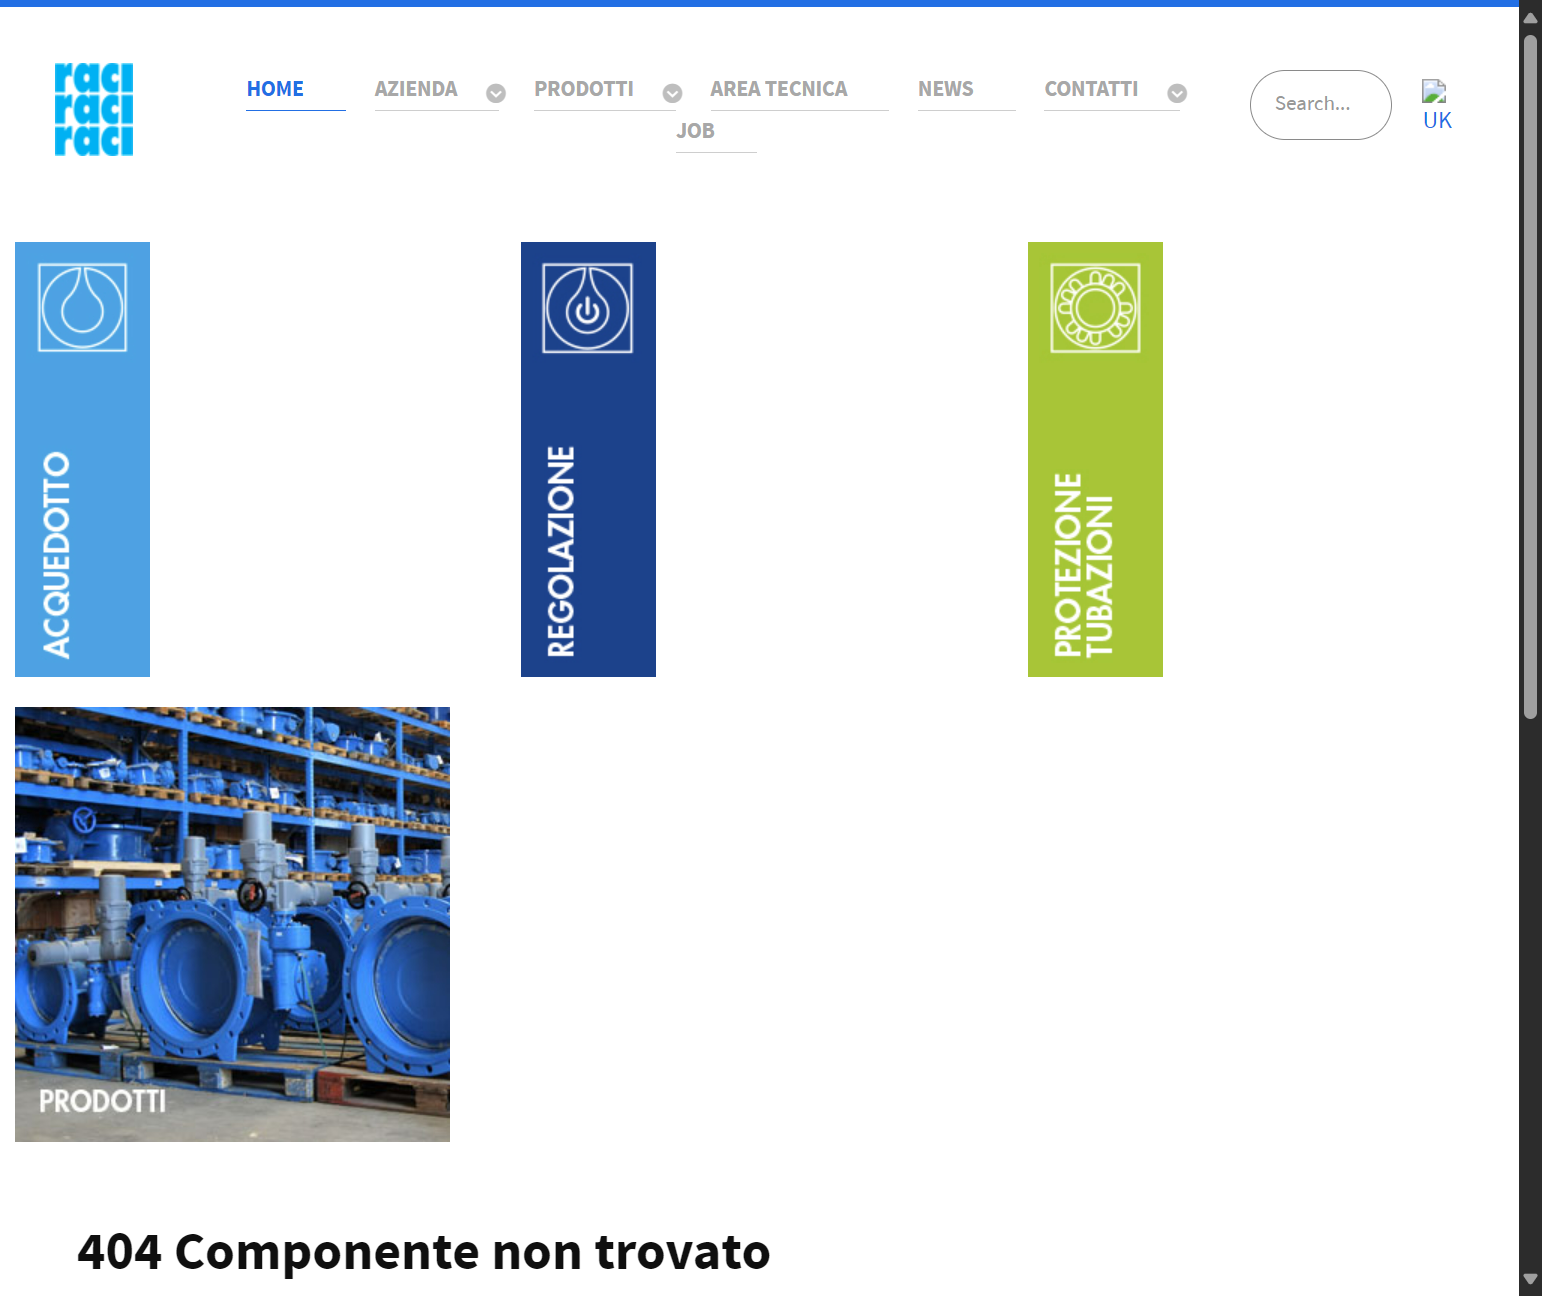 raci
raci
raci
HOME
AZIENDA
PRODOTTI
AREA TECNICA
NEWS
CONTATTI
JOB
Search...
UK
ACQUEDOTTO
REGOLAZIONE
PROTEZIONE
TUBAZIONI
PRODOTTI
404 Componente non trovato